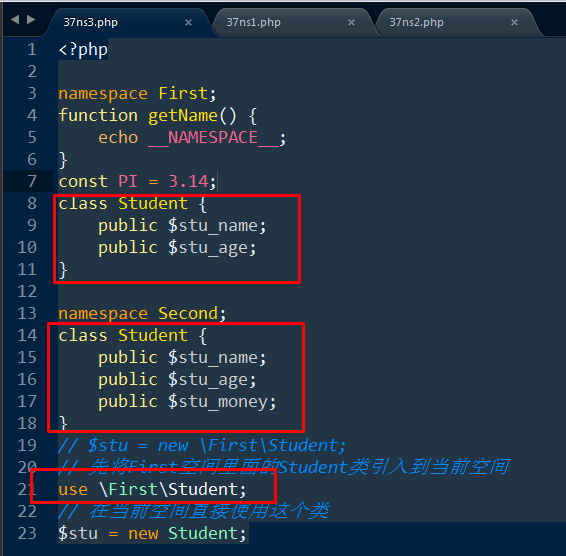 37ns3.php × 37ns1.php × 37ns2.php ×
1 <?php
2
3 namespace First;
4 function getName() {
5     echo __NAMESPACE__;
6 }
7 const PI = 3.14;
8 class Student {
9     public $stu_name;
10     public $stu_age;
11 }
12
13 namespace Second;
14 class Student {
15     public $stu_name;
16     public $stu_age;
17     public $stu_money;
18 }
19 // $stu = new \First\Student;
20 // 先将First空间里面的Student类引入到当前空间
21 use \First\Student;
22 // 在当前空间直接使用这个类
23 $stu = new Student;